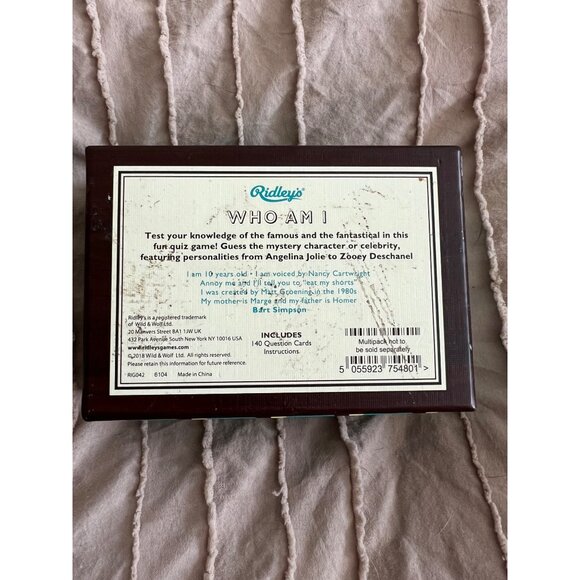 Ridley's
WHO AM I
Test your knowledge of the famous and the fantastical in this
fun quiz game! Guess the mystery character or celebrity,
featuring personalities from Angelina Jolie to Zooey Deschanel
I am 10 years old · I am voiced by Nancy Cartwright
Annoy me and I'll tell you to "eat my shorts"
I was created by Matt Groening in the 1980s
My mother is Marge and my father is Homer
Bart Simpson
Ridley's is a registered trademark
of Wild & Wolf Ltd.
20 Manvers Street BA1 1JW UK
432 Park Avenue South New York NY 10016 USA
www.ridleysgames.com
© 2018 Wild & Wolf Ltd. All rights reserved.
Please retain this information for future reference.
RIG042 6104 Made in China
INCLUDES
140 Question Cards
Instructions.
Multipack not to
be sold separately
5 055923 754801 >